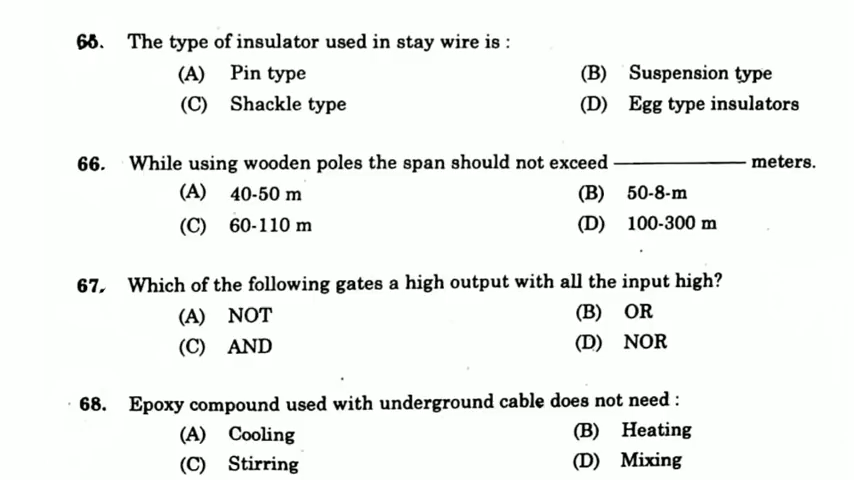 65. The type of insulator used in stay wire is :
(A) Pin type (B) Suspension type
(C) Shackle type (D) Egg type insulators
66. While using wooden poles the span should not exceed ———————— meters.
(A) 40-50 m (B) 50-8-m
(C) 60-110 m (D) 100-300 m
67. Which of the following gates a high output with all the input high?
(A) NOT (B) OR
(C) AND (D) NOR
68. Epoxy compound used with underground cable does not need :
(A) Cooling (B) Heating
(C) Stirring (D) Mixing